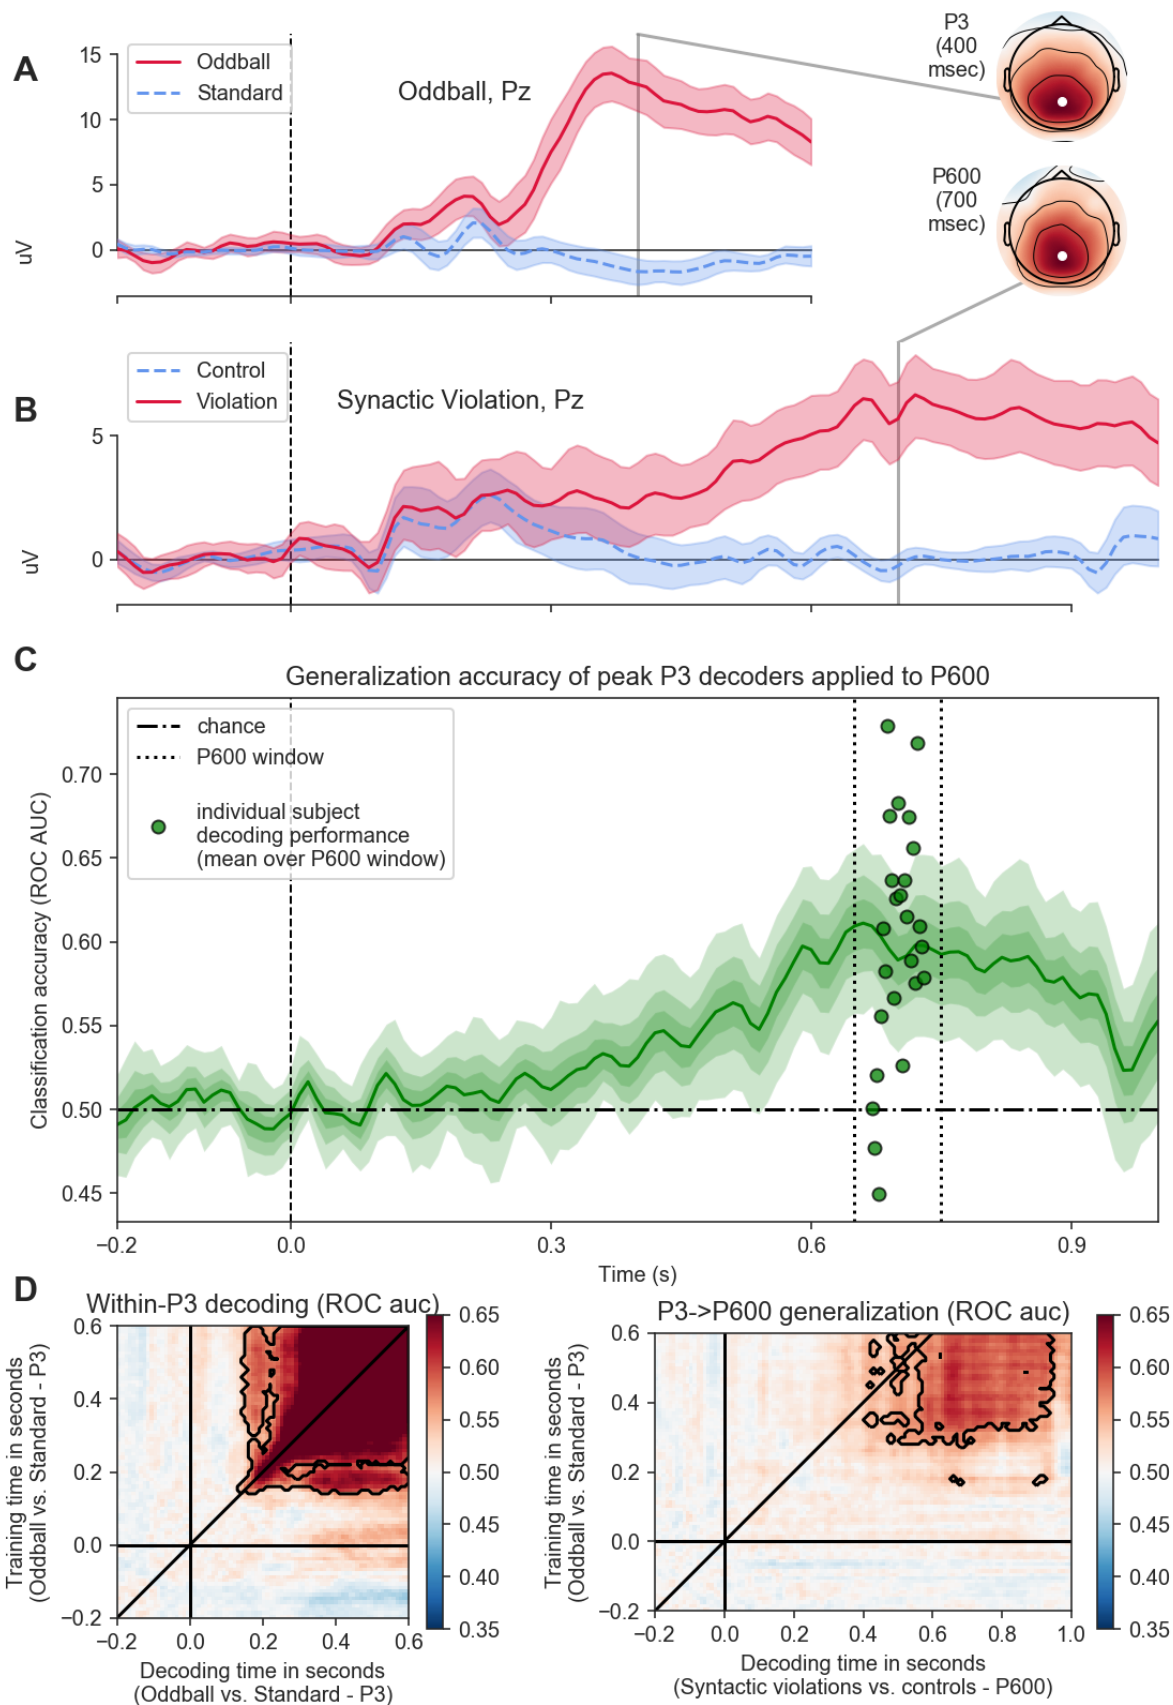 A
Oddball
Standard
Oddball, Pz
P3
(400
msec)
15
10
5
0
uV
P600
(700
msec)
B
Control
Violation
Synactic Violation, Pz
5
0
uV
C
Generalization accuracy of peak P3 decoders applied to P600
chance
P600 window
individual subject
decoding performance
(mean over P600 window)
Classification accuracy (ROC AUC)
0.70
0.65
0.60
0.55
0.50
0.45
−0.2 0.0 0.3 0.6 0.9
Time (s)
D
Within-P3 decoding (ROC auc)
Training time in seconds
(Oddball vs. Standard - P3)
0.6
0.4
0.2
0.0
−0.2
−0.2 0.0 0.2 0.4 0.6
Decoding time in seconds
(Oddball vs. Standard - P3)
0.65
0.60
0.55
0.50
0.45
0.40
0.35
P3->P600 generalization (ROC auc)
Training time in seconds
(Oddball vs. Standard - P3)
0.6
0.4
0.2
0.0
−0.2
−0.2 0.0 0.2 0.4 0.6 0.8 1.0
Decoding time in seconds
(Syntactic violations vs. controls - P600)
0.65
0.60
0.55
0.50
0.45
0.40
0.35